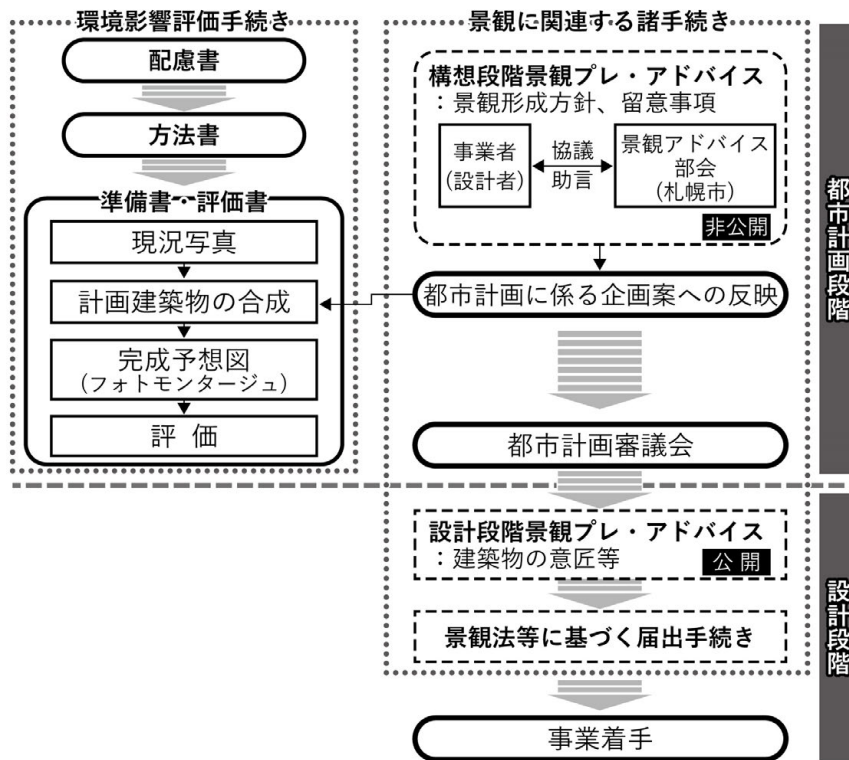 環境影響評価手続き
配慮書
方法書
準備書・評価書
現況写真
計画建築物の合成
完成予想図
(フォトモンタージュ)
評 価
景観に関連する諸手続き
構想段階景観プレ・アドバイス
：景観形成方針、留意事項
事業者
(設計者)
協議
助言
景観アドバイス
部会
(札幌市)
非公開
都市計画に係る企画案への反映
都市計画審議会
設計段階景観プレ・アドバイス
：建築物の意匠等
公 開
景観法等に基づく届出手続き
事業着手
都市計画段階
設計段階